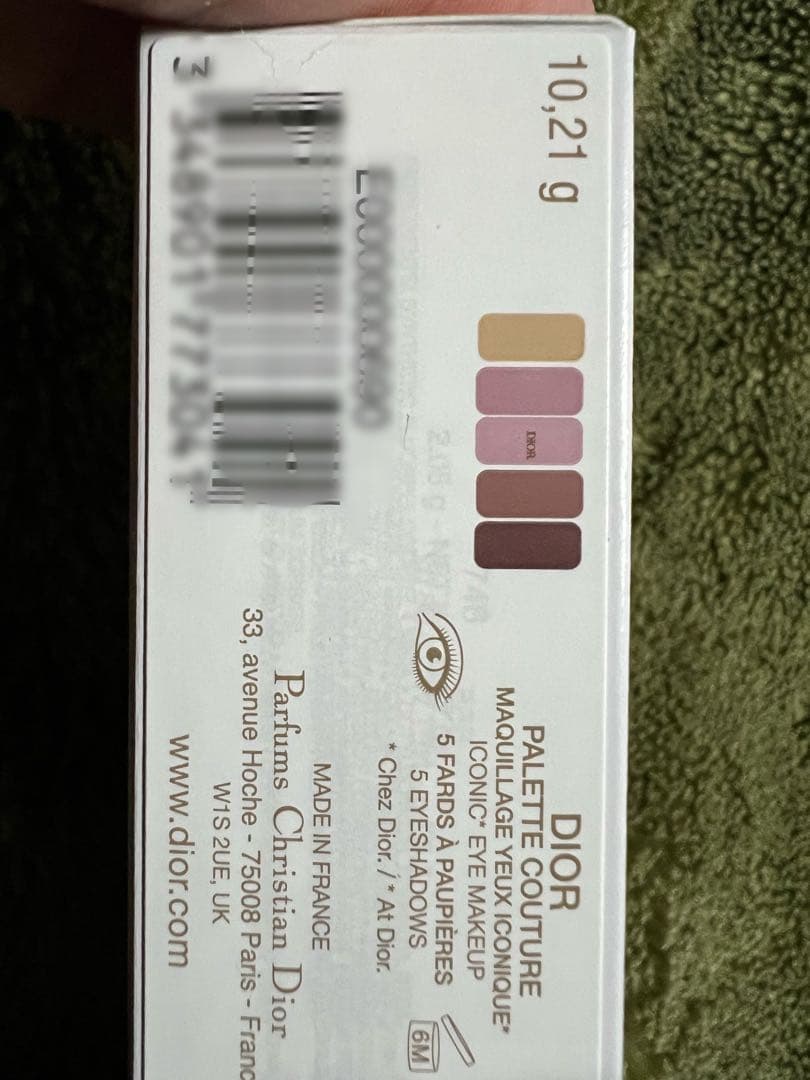 10,21 g
DIOR
DIOR
PALETTE COUTURE
MAQUILLAGE YEUX ICONIQUE*
ICONIC* EYE MAKEUP
5 FARDS À PAUPIÈRES
5 EYESHADOWS
* Chez Dior. / * At Dior.
6M
MADE IN FRANCE
Parfums Christian Dior
33, avenue Hoche - 75008 Paris - Franc
W1S 2UE, UK
www.dior.com